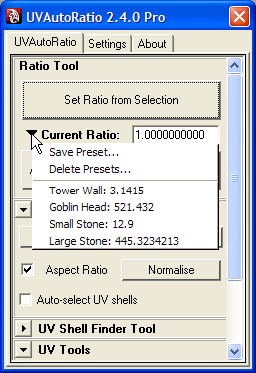 UVAutoRatio 2.4.0 Pro
UVAutoRatio Settings About
Ratio Tool
Set Ratio from Selection
Current Ratio: 1.0000000000
Save Preset...
Delete Presets...
Tower Wall: 3.1415
Goblin Head: 521.432
Small Stone: 12.9
Large Stone: 445.3234213
Aspect Ratio Normalise
Auto-select UV shells
UV Shell Finder Tool
UV Tools